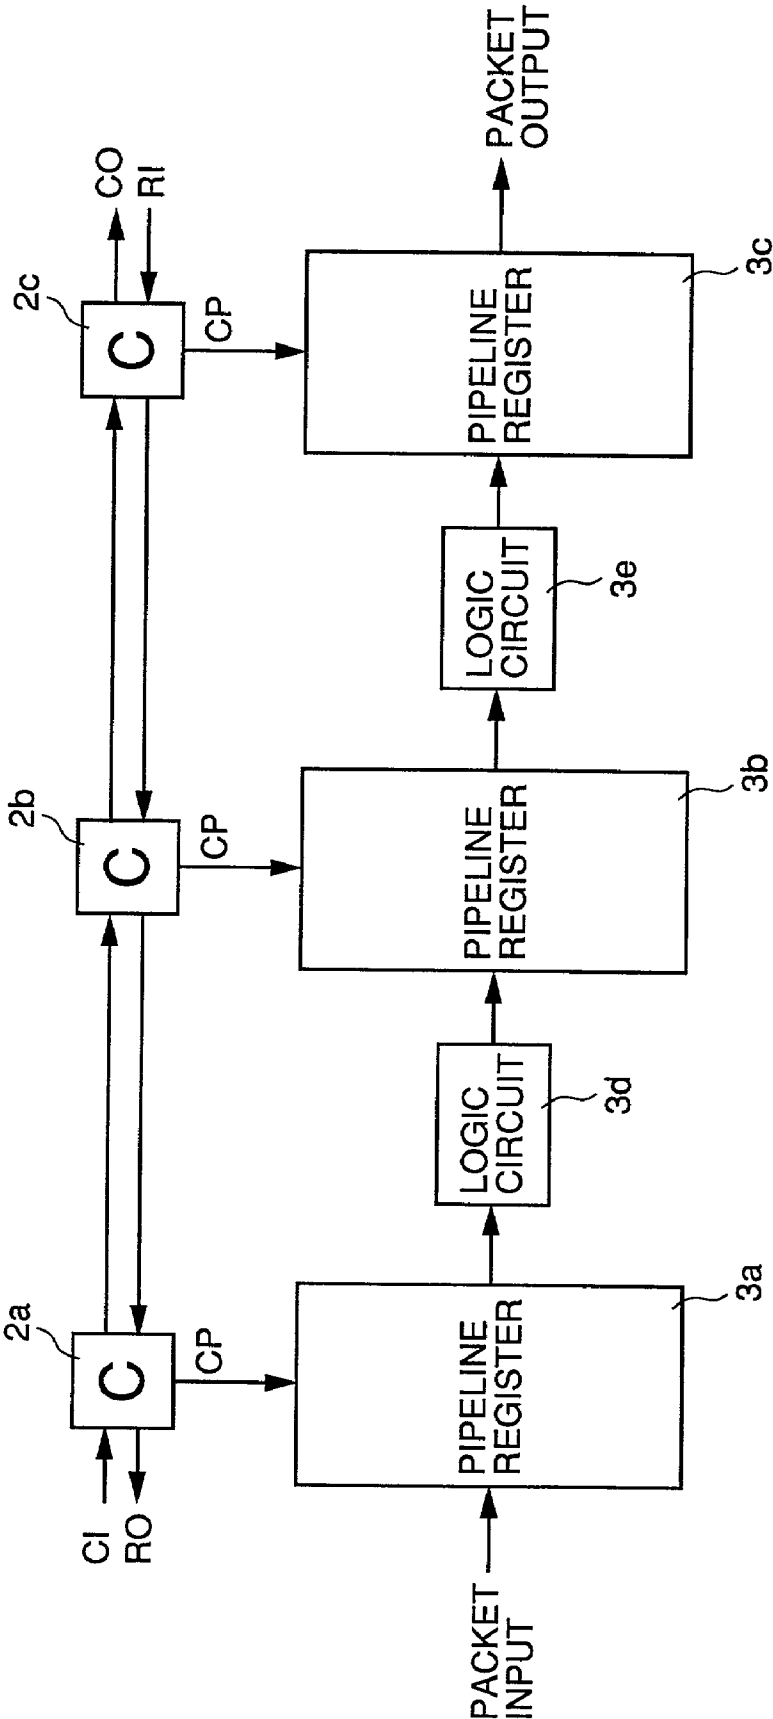 2a
2b
2c
CI
RO
C
C
C
CO
RI
CP
CP
CP
PACKET
INPUT
PIPELINE
REGISTER
LOGIC
CIRCUIT
PIPELINE
REGISTER
LOGIC
CIRCUIT
PIPELINE
REGISTER
PACKET
OUTPUT
3a
3d
3b
3e
3c